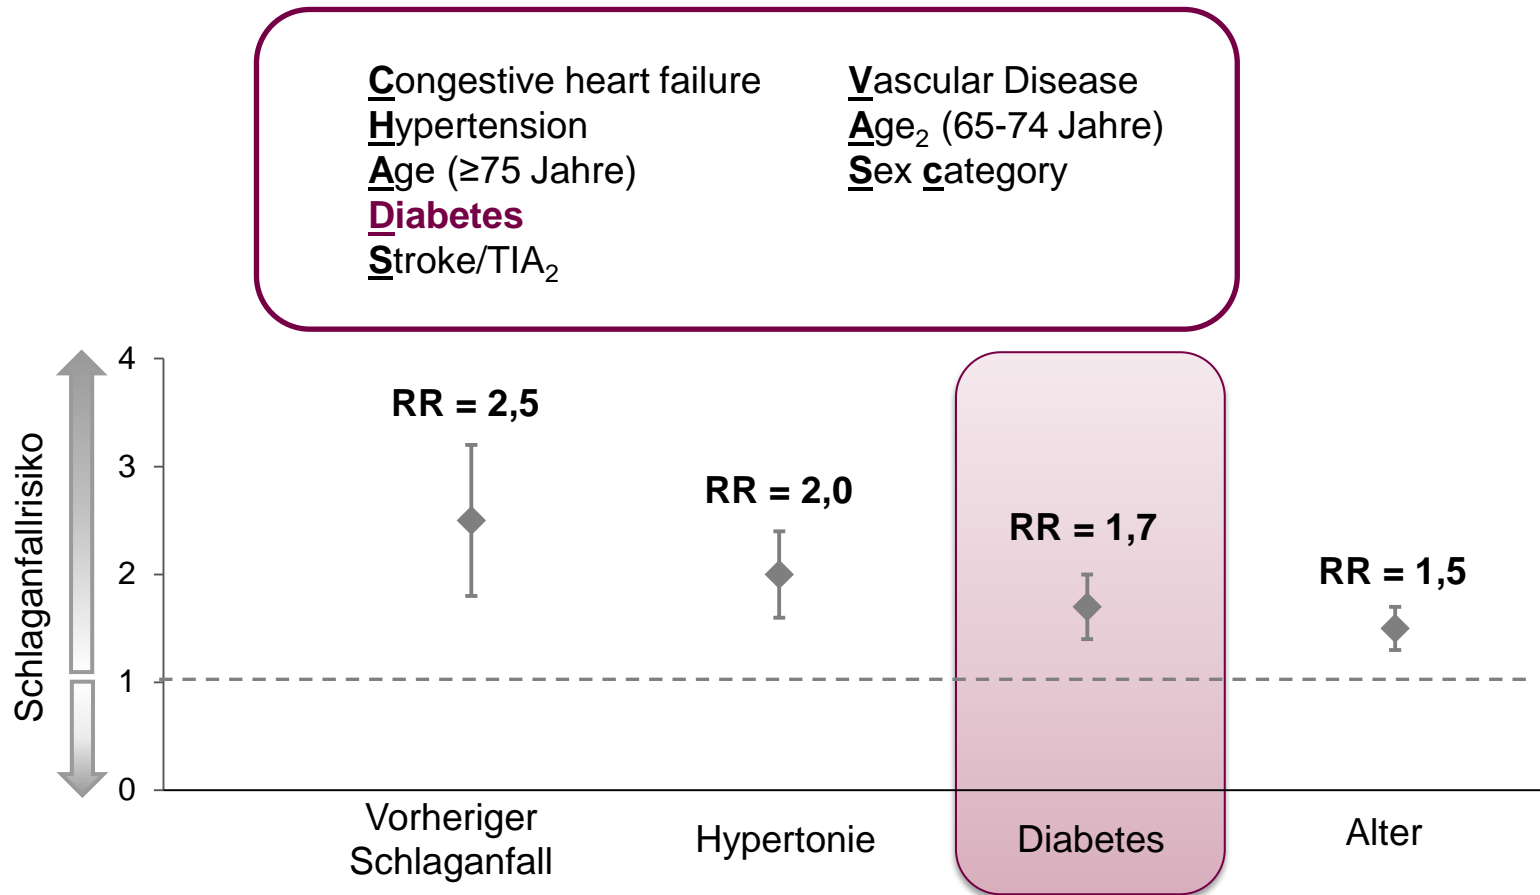 Congestive heart failure
Hypertension
Age (≥75 Jahre)
Diabetes
Stroke/TIA₂
Vascular Disease
Age₂ (65-74 Jahre)
Sex category
Schlaganfallrisiko
4
3
2
1
0
RR = 2,5
RR = 2,0
RR = 1,7
RR = 1,5
Vorheriger
Schlaganfall
Hypertonie
Diabetes
Alter